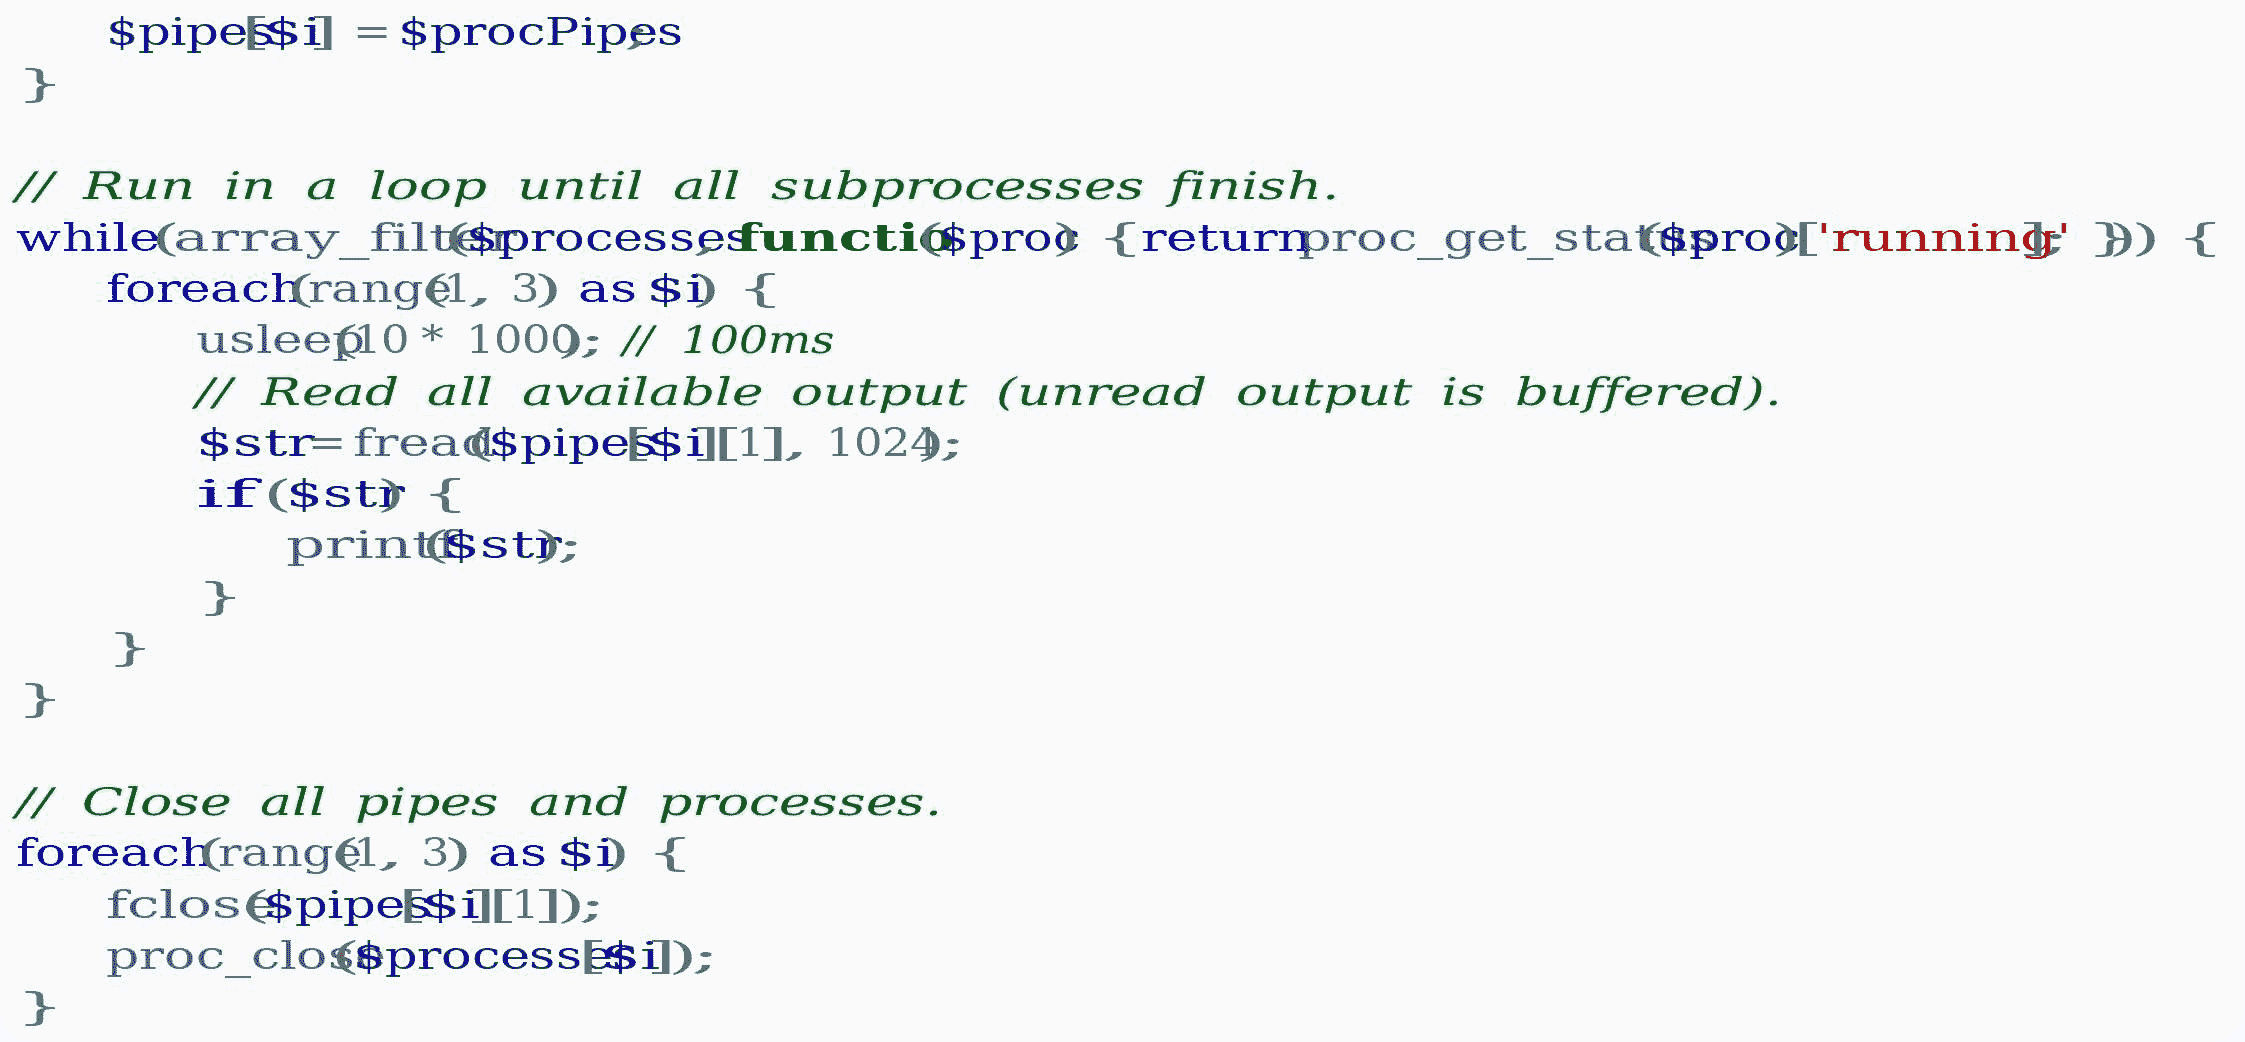 $pipes[$i] = $procPipes;
}
// Run in a loop until all subprocesses finish.
while(array_filter($processes, function($proc) { return proc_get_status($proc)['running']; })) {
foreach(range(1, 3) as $i) {
usleep(10 * 1000); // 100ms
// Read all available output (unread output is buffered).
$str = fread($pipes[$i][1], 1024);
if ($str) {
printf($str);
}
}
}
// Close all pipes and processes.
foreach(range(1, 3) as $i) {
fclose($pipes[$i][1]);
proc_close($processes[$i]);
}